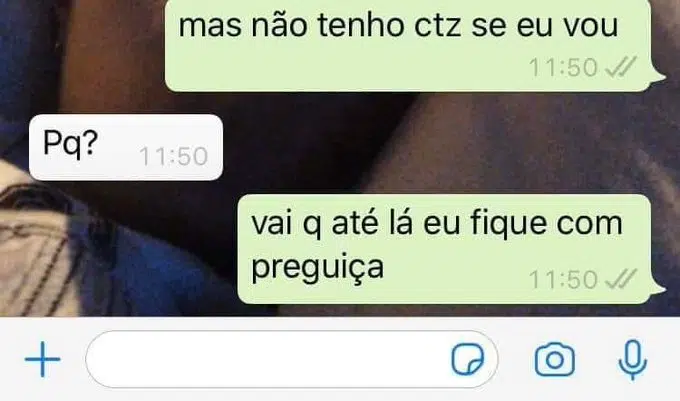 mas não tenho ctz se eu vou
11:50
Pq?
11:50
vai q até lá eu fique com
preguiça
11:50